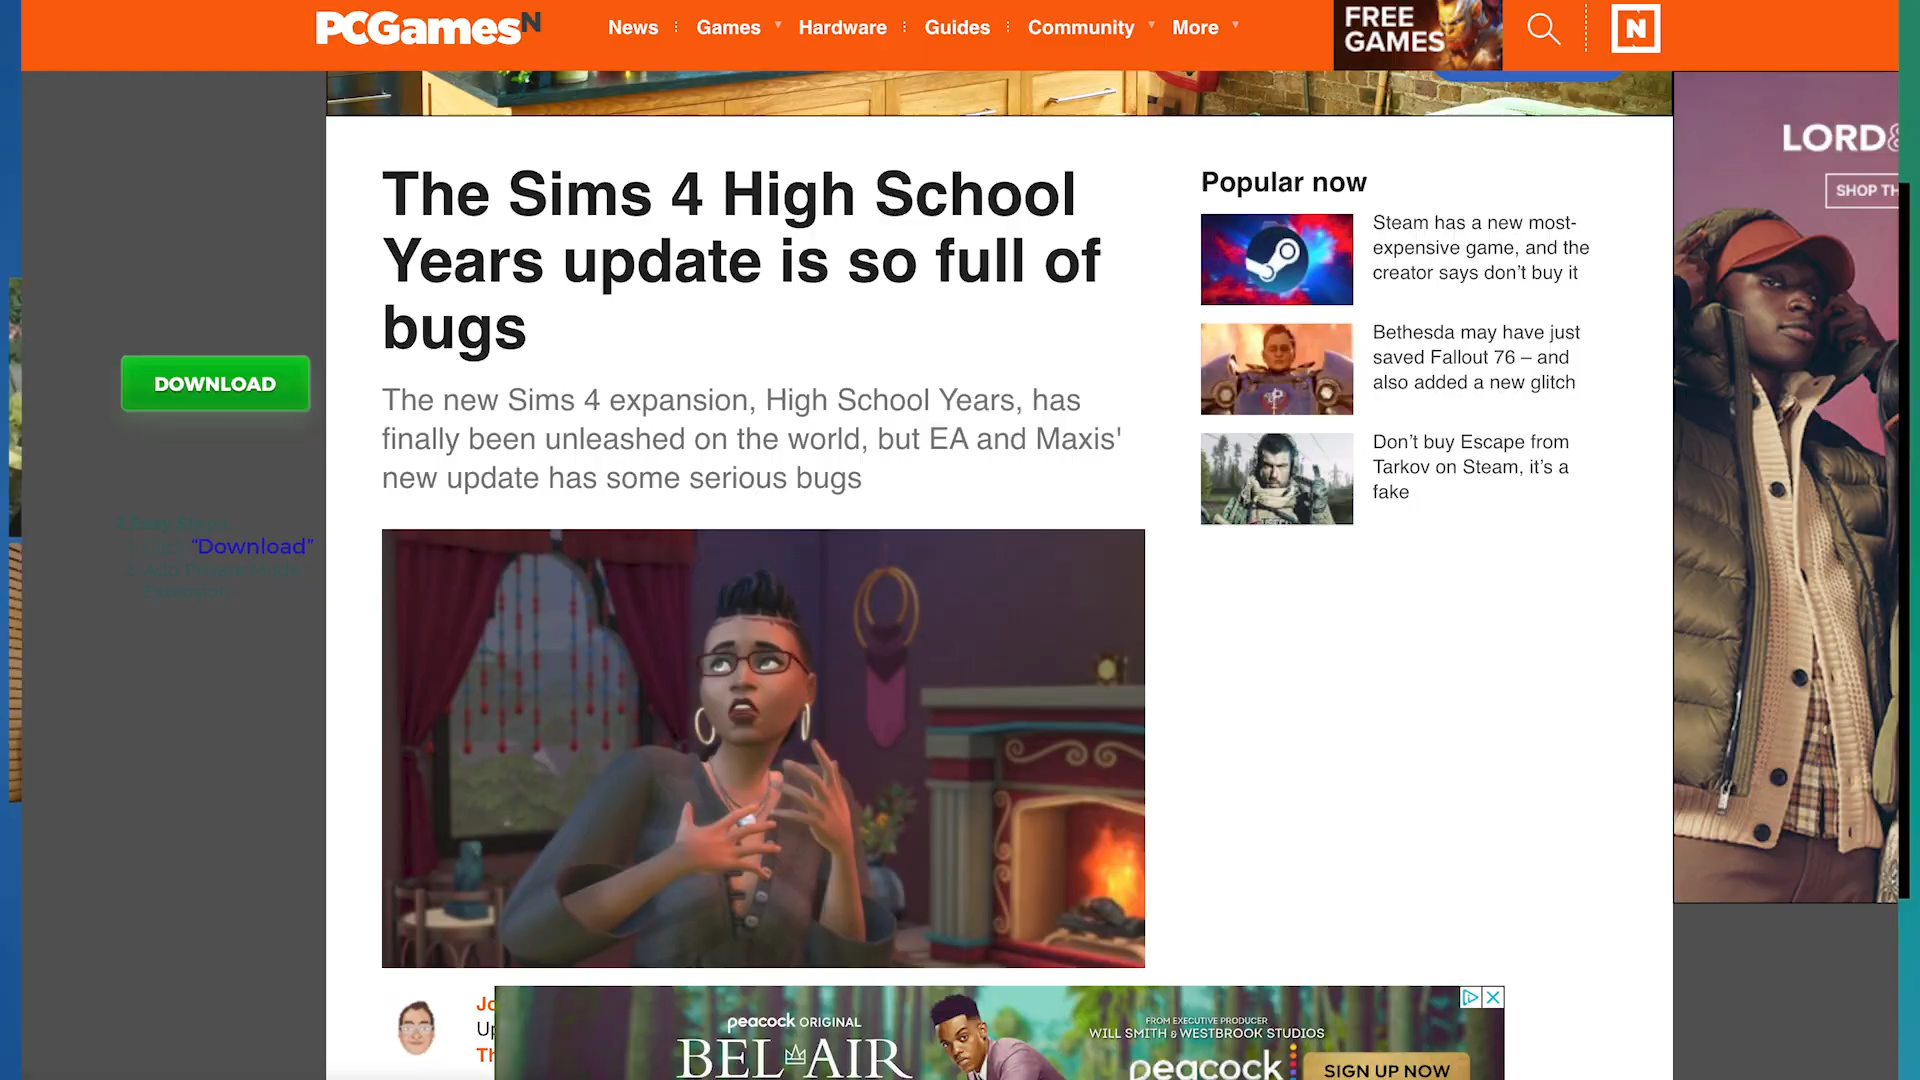 PCGamesN
News
Games
Hardware
Guides
Community
More
FREE
GAMES
N
The Sims 4 High School
Years update is so full of
bugs
The new Sims 4 expansion, High School Years, has
finally been unleashed on the world, but EA and Maxis'
new update has some serious bugs
Popular now
Steam has a new most-
expensive game, and the
creator says don’t buy it
Bethesda may have just
saved Fallout 76 – and
also added a new glitch
Don’t buy Escape from
Tarkov on Steam, it’s a
fake
DOWNLOAD
“Download”
LORD&
SHOP TH
Jo
Up
Th
peacock ORIGINAL
BEL-AIR
FROM EXECUTIVE PRODUCER
WILL SMITH & WESTBROOK STUDIOS
peacock
SIGN UP NOW